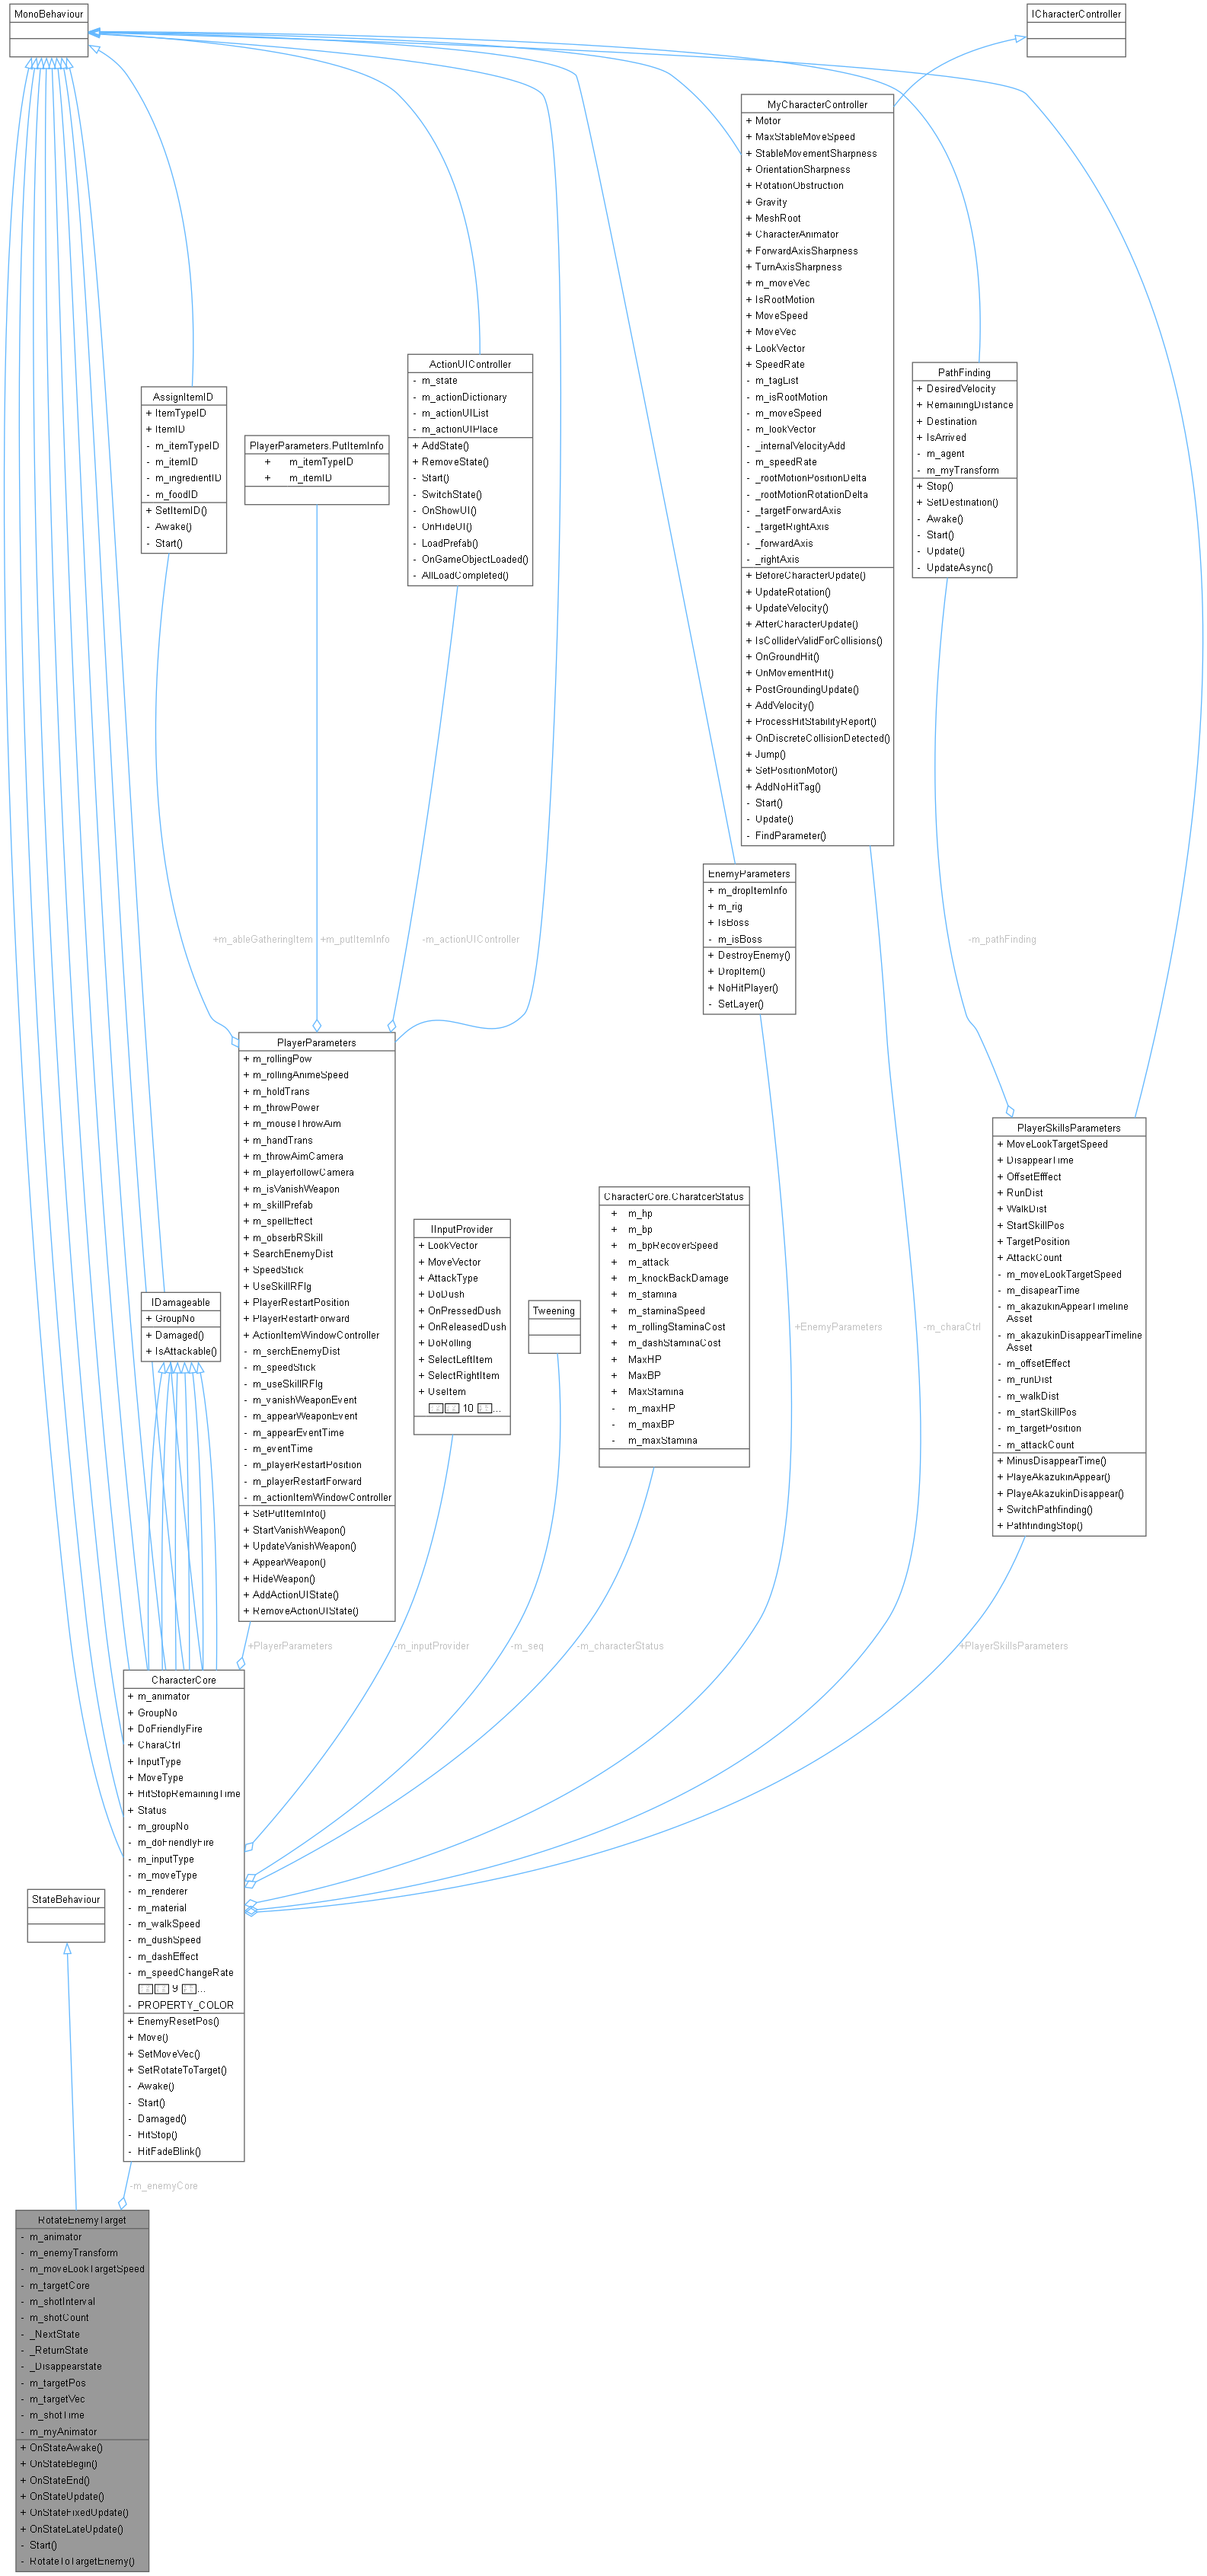 MonoBehaviour
ICharacterController
MyCharacterController
+ Motor
+ MaxStableMoveSpeed
+ StableMovementSharpness
+ OrientationSharpness
+ RotationObstruction
+ Gravity
+ MeshRoot
+ CharacterAnimator
+ ForwardAxisSharpness
+ TurnAxisSharpness
+ m_moveVec
+ IsRootMotion
+ MoveSpeed
+ MoveVec
+ LookVector
+ SpeedRate
- m_tagList
- m_isRootMotion
- m_moveSpeed
- m_lookVector
- _internalVelocityAdd
- m_speedRate
- _rootMotionPositionDelta
- _rootMotionRotationDelta
- _targetForwardAxis
- _targetRightAxis
- _forwardAxis
- _rightAxis
+ BeforeCharacterUpdate()
+ UpdateRotation()
+ UpdateVelocity()
+ AfterCharacterUpdate()
+ IsColliderValidForCollisions()
+ OnGroundHit()
+ OnMovementHit()
+ PostGroundingUpdate()
+ AddVelocity()
+ ProcessHitStabilityReport()
+ OnDiscreteCollisionDetected()
+ Jump()
+ SetPositionMotor()
+ AddNoHitTag()
- Start()
- Update()
- FindParameter()
ActionUIController
- m_state
- m_actionDictionary
- m_actionUIList
- m_actionUIPlace
+ AddState()
+ RemoveState()
- Start()
- SwitchState()
- OnShowUI()
- OnHideUI()
- LoadPrefab()
- OnGameObjectLoaded()
- AllLoadCompleted()
PathFinding
+ DesiredVelocity
+ RemainingDistance
+ Destination
+ IsArrived
- m_agent
- m_myTransform
+ Stop()
+ SetDestination()
- Awake()
- Start()
- Update()
- UpdateAsync()
AssignItemID
+ ItemTypeID
+ ItemID
- m_itemTypeID
- m_itemID
- m_ingredientID
- m_foodID
+ SetItemID()
- Awake()
- Start()
PlayerParameters.PutItemInfo
+ m_itemTypeID
+ m_itemID
EnemyParameters
+ m_dropItemInfo
+ m_rig
+ IsBoss
- m_isBoss
+ DestroyEnemy()
+ DropItem()
+ NoHitPlayer()
- SetLayer()
+m_ableGatheringItem
+m_putItemInfo
-m_actionUIController
-m_pathFinding
PlayerParameters
+ m_rollingPow
+ m_rollingAnimeSpeed
+ m_holdTrans
+ m_throwPower
+ m_mouseThrowAim
+ m_handTrans
+ m_throwAimCamera
+ m_playerfollowCamera
+ m_isVanishWeapon
+ m_skillPrefab
+ m_spellEffect
+ m_obserbRSkill
+ SearchEnemyDist
+ SpeedStick
+ UseSkillRFlg
+ PlayerRestartPosition
+ PlayerRestartForward
+ ActionItemWindowController
- m_serchEnemyDist
- m_speedStick
- m_useSkillRFlg
- m_vanishWeaponEvent
- m_appearWeaponEvent
- m_appearEventTime
- m_eventTime
- m_playerRestartPosition
- m_playerRestartForward
- m_actionItemWindowController
+ SetPutItemInfo()
+ StartVanishWeapon()
+ UpdateVanishWeapon()
+ AppearWeapon()
+ HideWeapon()
+ AddActionUIState()
+ RemoveActionUIState()
PlayerSkillsParameters
+ MoveLookTargetSpeed
+ DisappearTime
+ OffsetEfffect
+ RunDist
+ WalkDist
+ StartSkillPos
+ TargetPosition
+ AttackCount
- m_moveLookTargetSpeed
- m_disapearTime
- m_akazukinAppearTimeline
Asset
- m_akazukinDisappearTimeline
Asset
- m_offsetEffect
- m_runDist
- m_walkDist
- m_startSkillPos
- m_targetPosition
- m_attackCount
+ MinusDisappearTime()
+ PlayeAkazukinAppear()
+ PlayeAkazukinDisappear()
+ SwitchPathfinding()
+ PathfindingStop()
CharacterCore.CharatcerStatus
+ m_hp
+ m_bp
+ m_bpRecoverSpeed
+ m_attack
+ m_knockBackDamage
+ m_stamina
+ m_staminaSpeed
+ m_rollingStaminaCost
+ m_dashStaminaCost
+ MaxHP
+ MaxBP
+ MaxStamina
- m_maxHP
- m_maxBP
- m_maxStamina
IInputProvider
+ LookVector
+ MoveVector
+ AttackType
+ DoDush
+ OnPressedDush
+ OnReleasedDush
+ DoRolling
+ SelectLeftItem
+ SelectRightItem
+ UseItem
10 ...
Tweening
IDamageable
+ GroupNo
+ Damaged()
+ IsAttackable()
+EnemyParameters
-m_charaCtrl
+PlayerParameters
-m_inputProvider
-m_seq
-m_characterStatus
+PlayerSkillsParameters
CharacterCore
+ m_animator
+ GroupNo
+ DoFriendlyFire
+ CharaCtrl
+ InputType
+ MoveType
+ HitStopRemainingTime
+ Status
- m_groupNo
- m_doFriendlyFire
- m_inputType
- m_moveType
- m_renderer
- m_material
- m_walkSpeed
- m_dushSpeed
- m_dashEffect
- m_speedChangeRate
9 ...
- PROPERTY_COLOR
+ EnemyResetPos()
+ Move()
+ SetMoveVec()
+ SetRotateToTarget()
- Awake()
- Start()
- Damaged()
- HitStop()
- HitFadeBlink()
StateBehaviour
-m_enemyCore
RotateEnemyTarget
- m_animator
- m_enemyTransform
- m_moveLookTargetSpeed
- m_targetCore
- m_shotInterval
- m_shotCount
- _NextState
- _ReturnState
- _Disappearstate
- m_targetPos
- m_targetVec
- m_shotTime
- m_myAnimator
+ OnStateAwake()
+ OnStateBegin()
+ OnStateEnd()
+ OnStateUpdate()
+ OnStateFixedUpdate()
+ OnStateLateUpdate()
- Start()
- RotateToTargetEnemy()